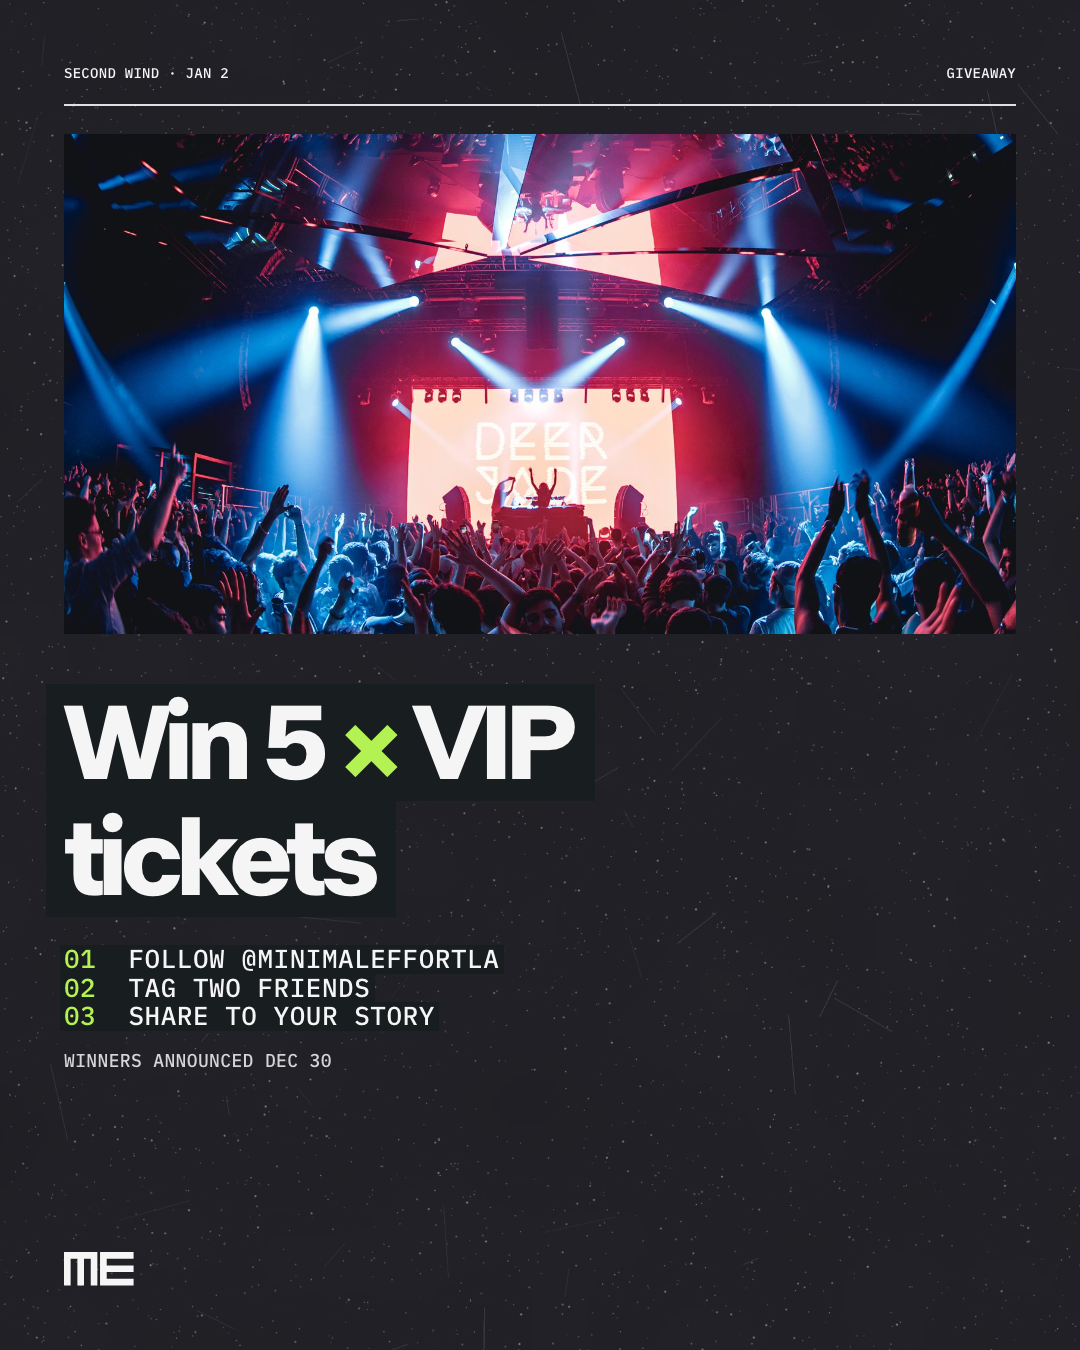 SECOND WIND · JAN 2
GIVEAWAY
DEER
JADE
Win 5 × VIP
tickets
01 FOLLOW @MINIMALEFFORTLA
02 TAG TWO FRIENDS
03 SHARE TO YOUR STORY
WINNERS ANNOUNCED DEC 30
ME